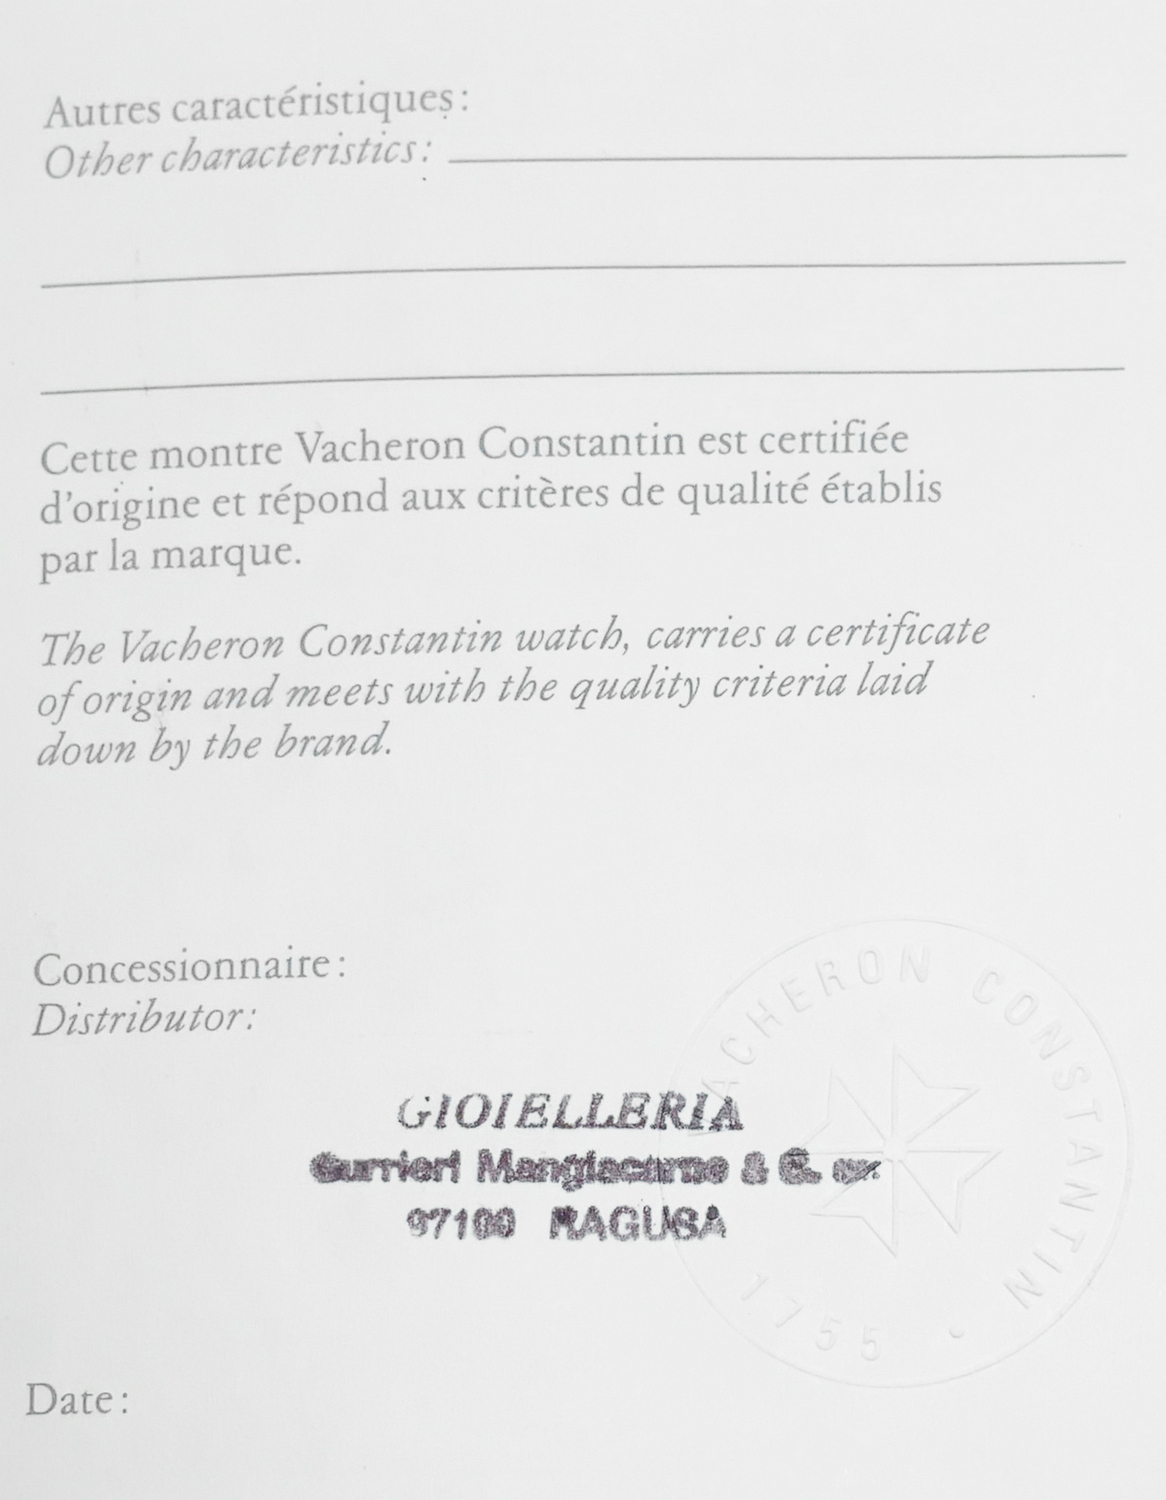 Autres caractéristiques:
Other characteristics:
Cette montre Vacheron Constantin est certifiée
d'origine et répond aux critères de qualité établis
par la marque.
The Vacheron Constantin watch, carries a certificate
of origin and meets with the quality criteria laid
down by the brand.
Concessionnaire:
Distributor:
VACHERON CONSTANTIN
GIOIELLERIA
Gurrieri & C.
97100 RAGUSA
1755
Date: